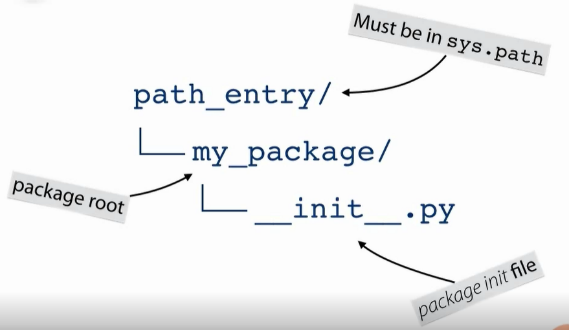 Must be in sys.path
path_entry/
my_package/
package root
__init__.py
package init file